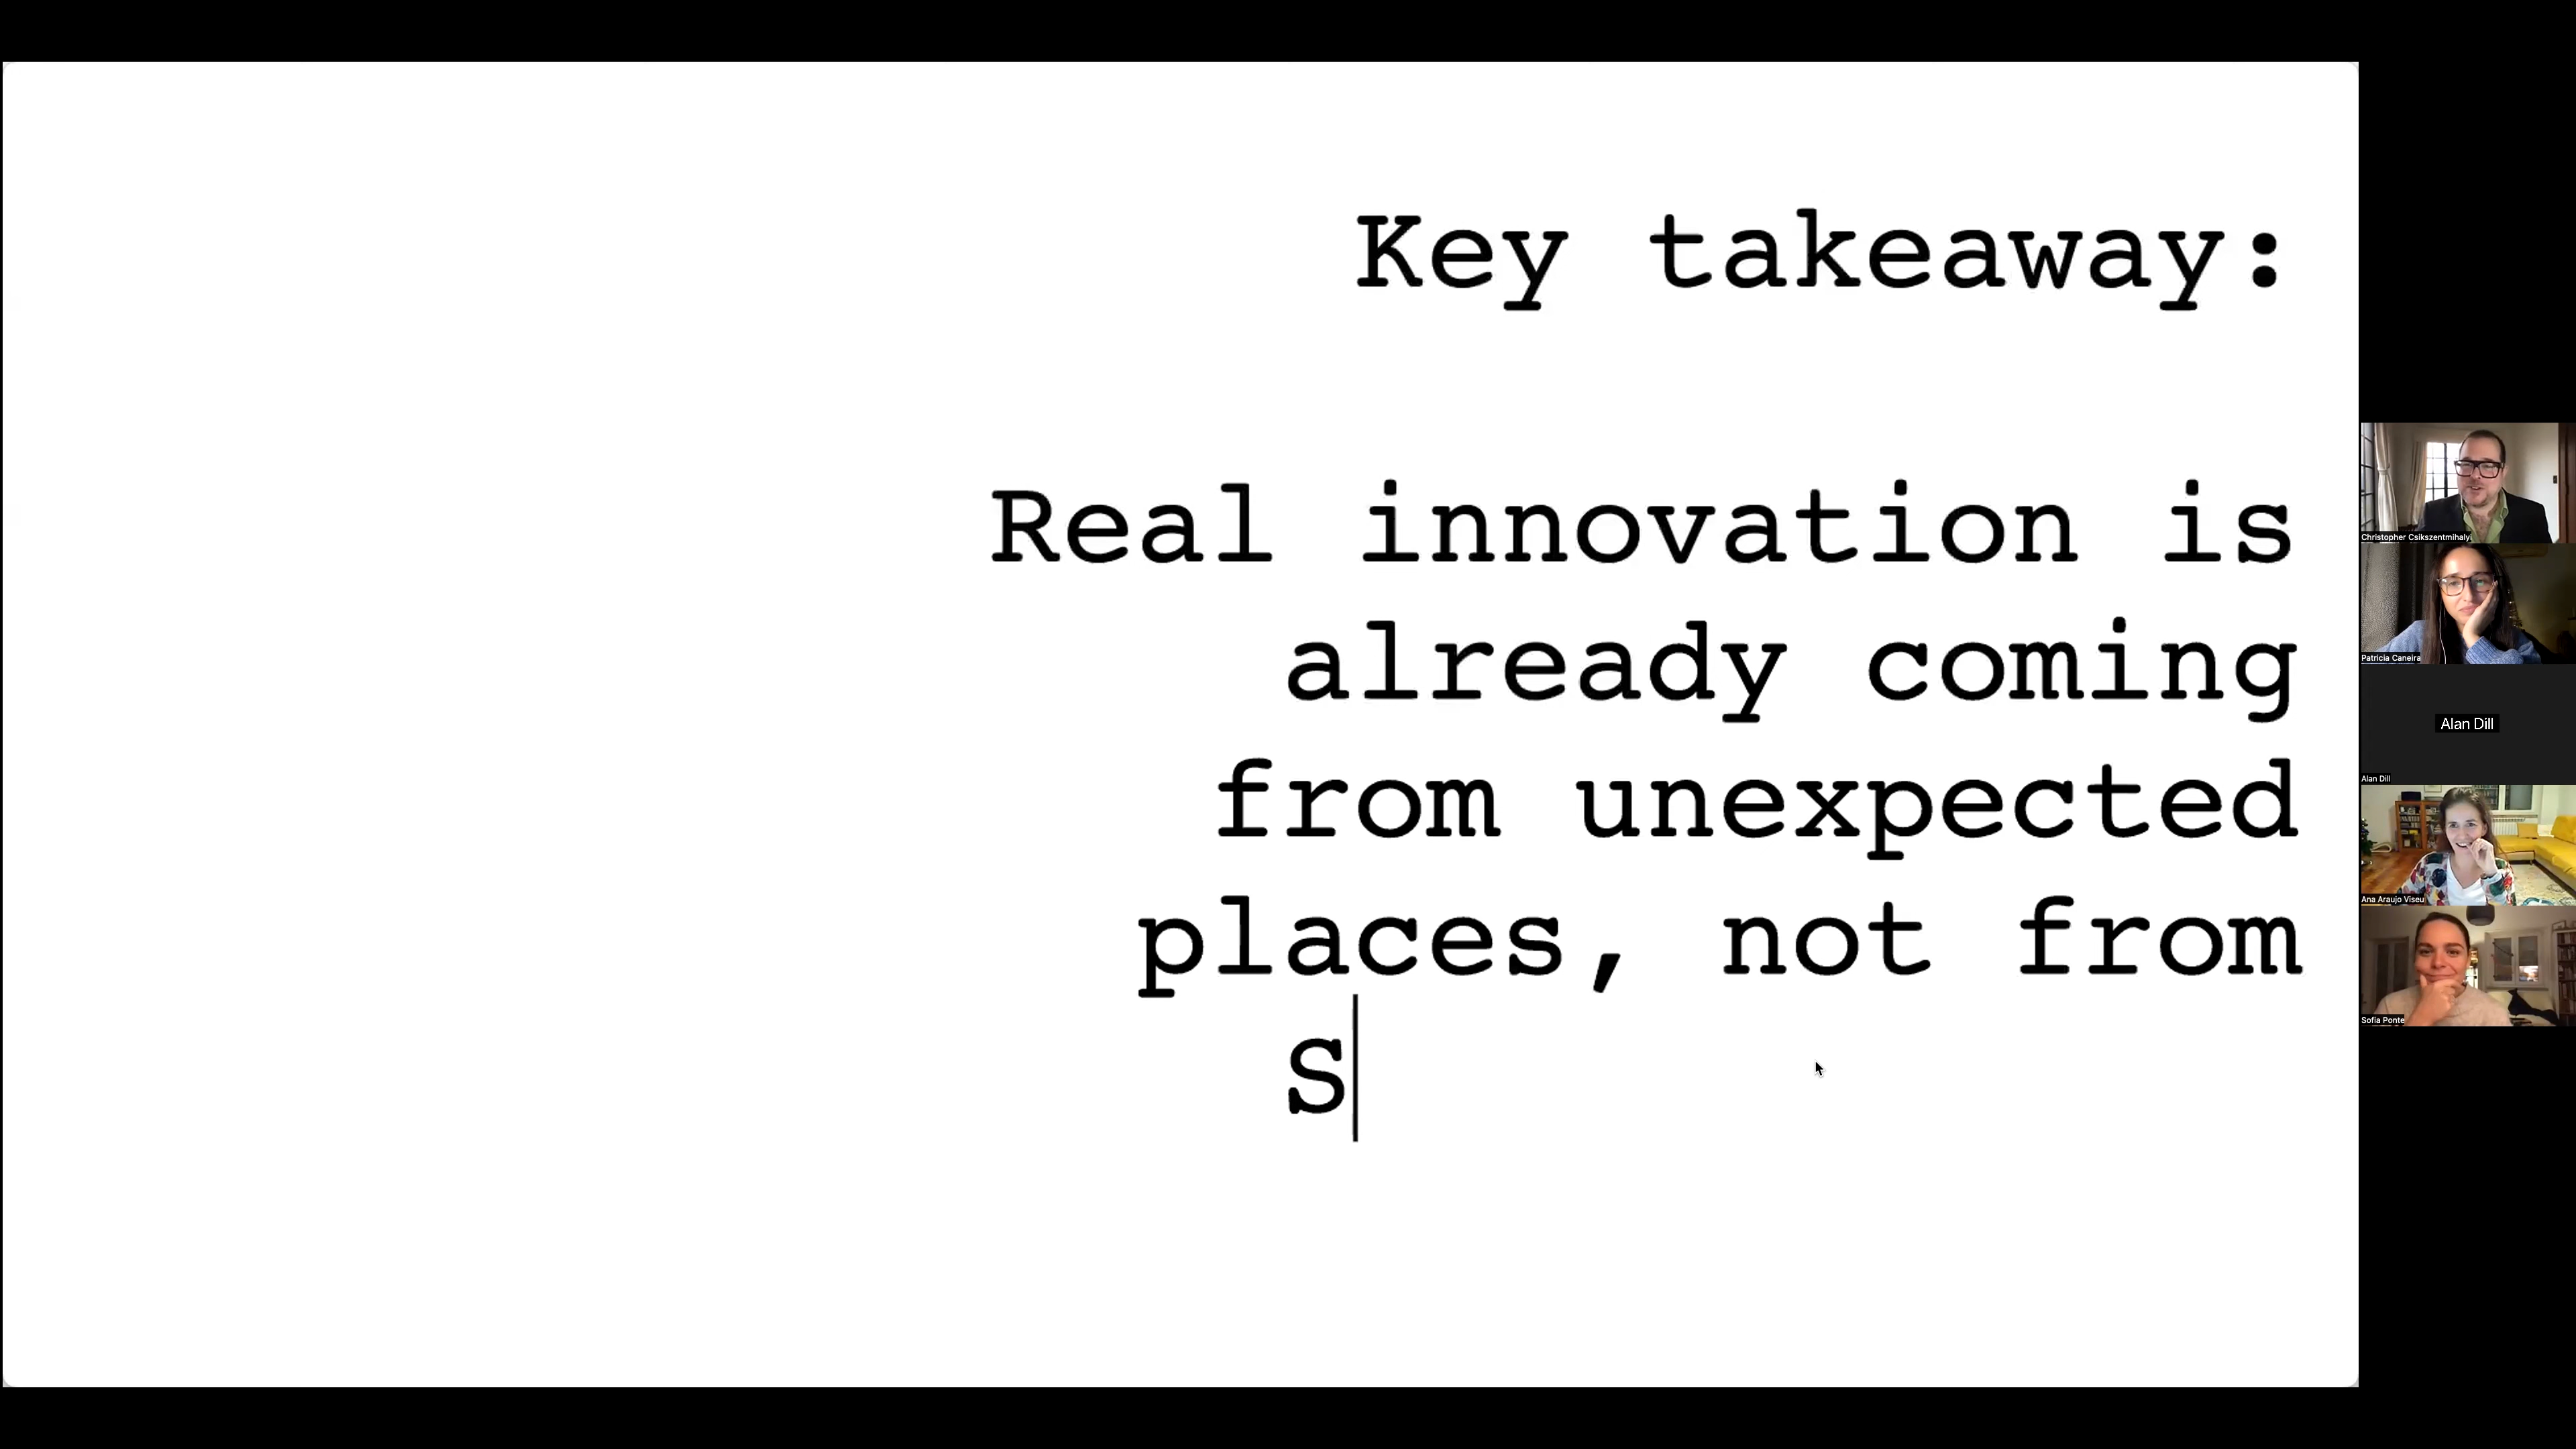 Key takeaway:
Real innovation is
already coming
from unexpected
places, not from
S
Christopher Csikszentmihalyi
Patricia Caneira
Alan Dill
Alan Dill
Ana Araujo Viseu
Sofia Ponte